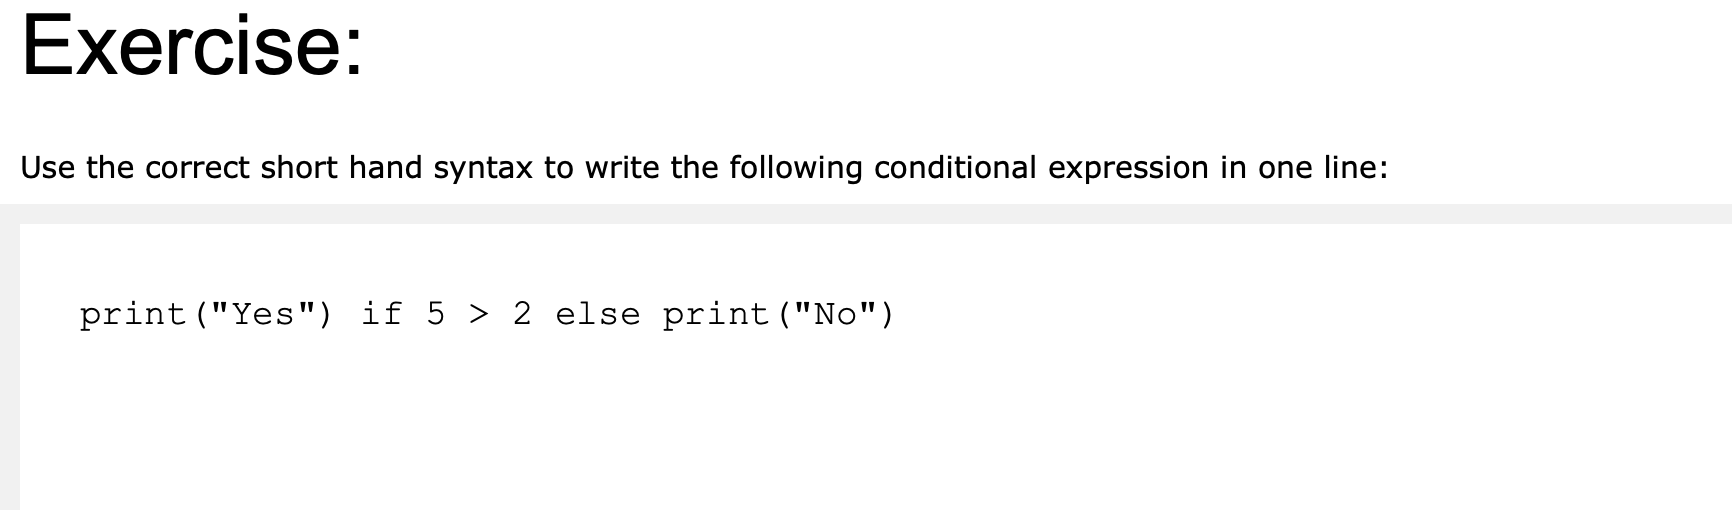 Exercise:
Use the correct short hand syntax to write the following conditional expression in one line:
print("Yes") if 5 > 2 else print("No")